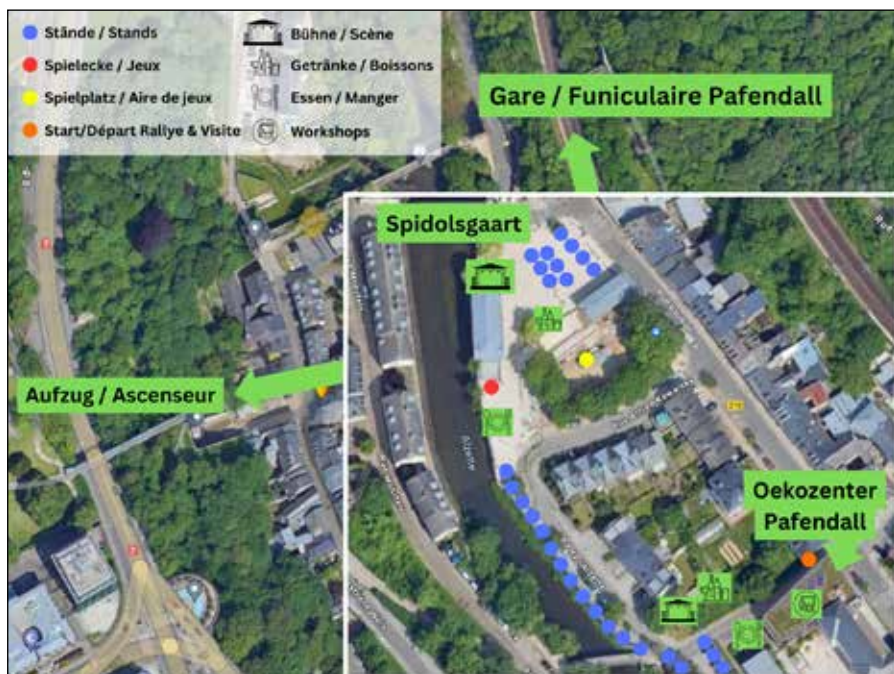 Stände / Stands
Spielecke / Jeux
Spielplatz / Aire de jeux
Start/Départ Rallye & Visite
Bühne / Scène
Getränke / Boissons
Essen / Manger
Workshops
Gare / Funiculaire Pafendall
Spidolsgaart
Aufzug / Ascenseur
Alzette
Oekozenter
Pafendall